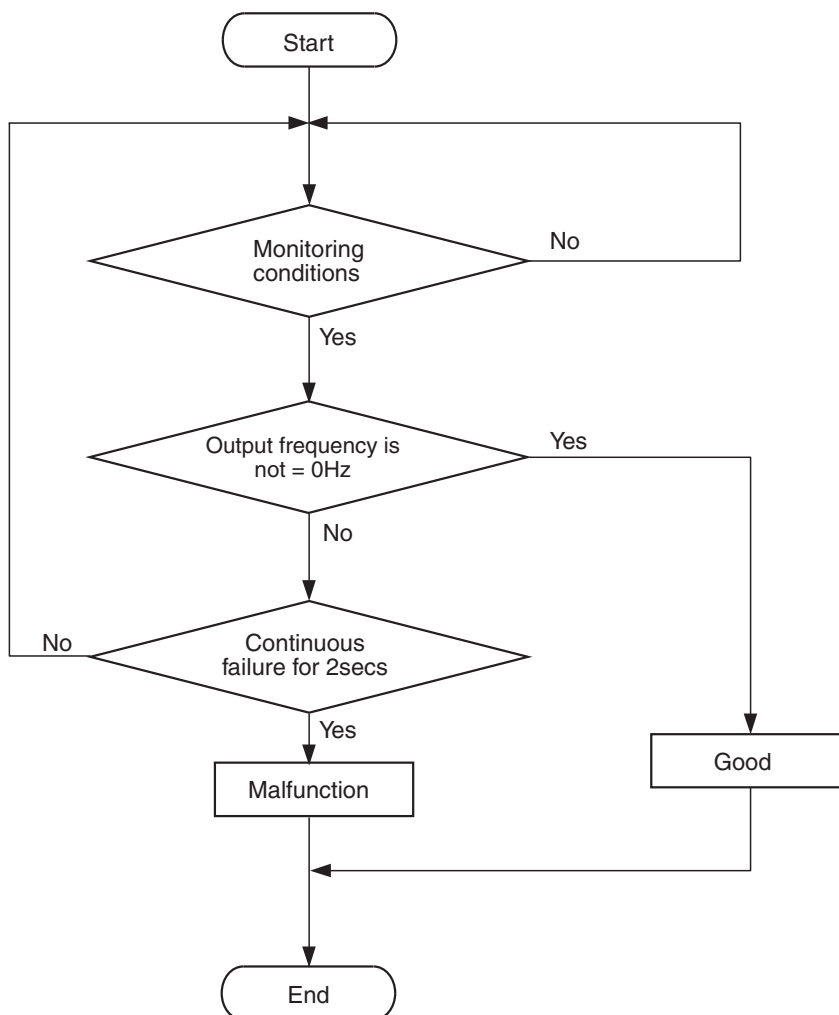 Start
Monitoring
conditions
No
Yes
Output frequency is
not = 0Hz
Yes
No
No
Continuous
failure for 2secs
Yes
Malfunction
Good
End